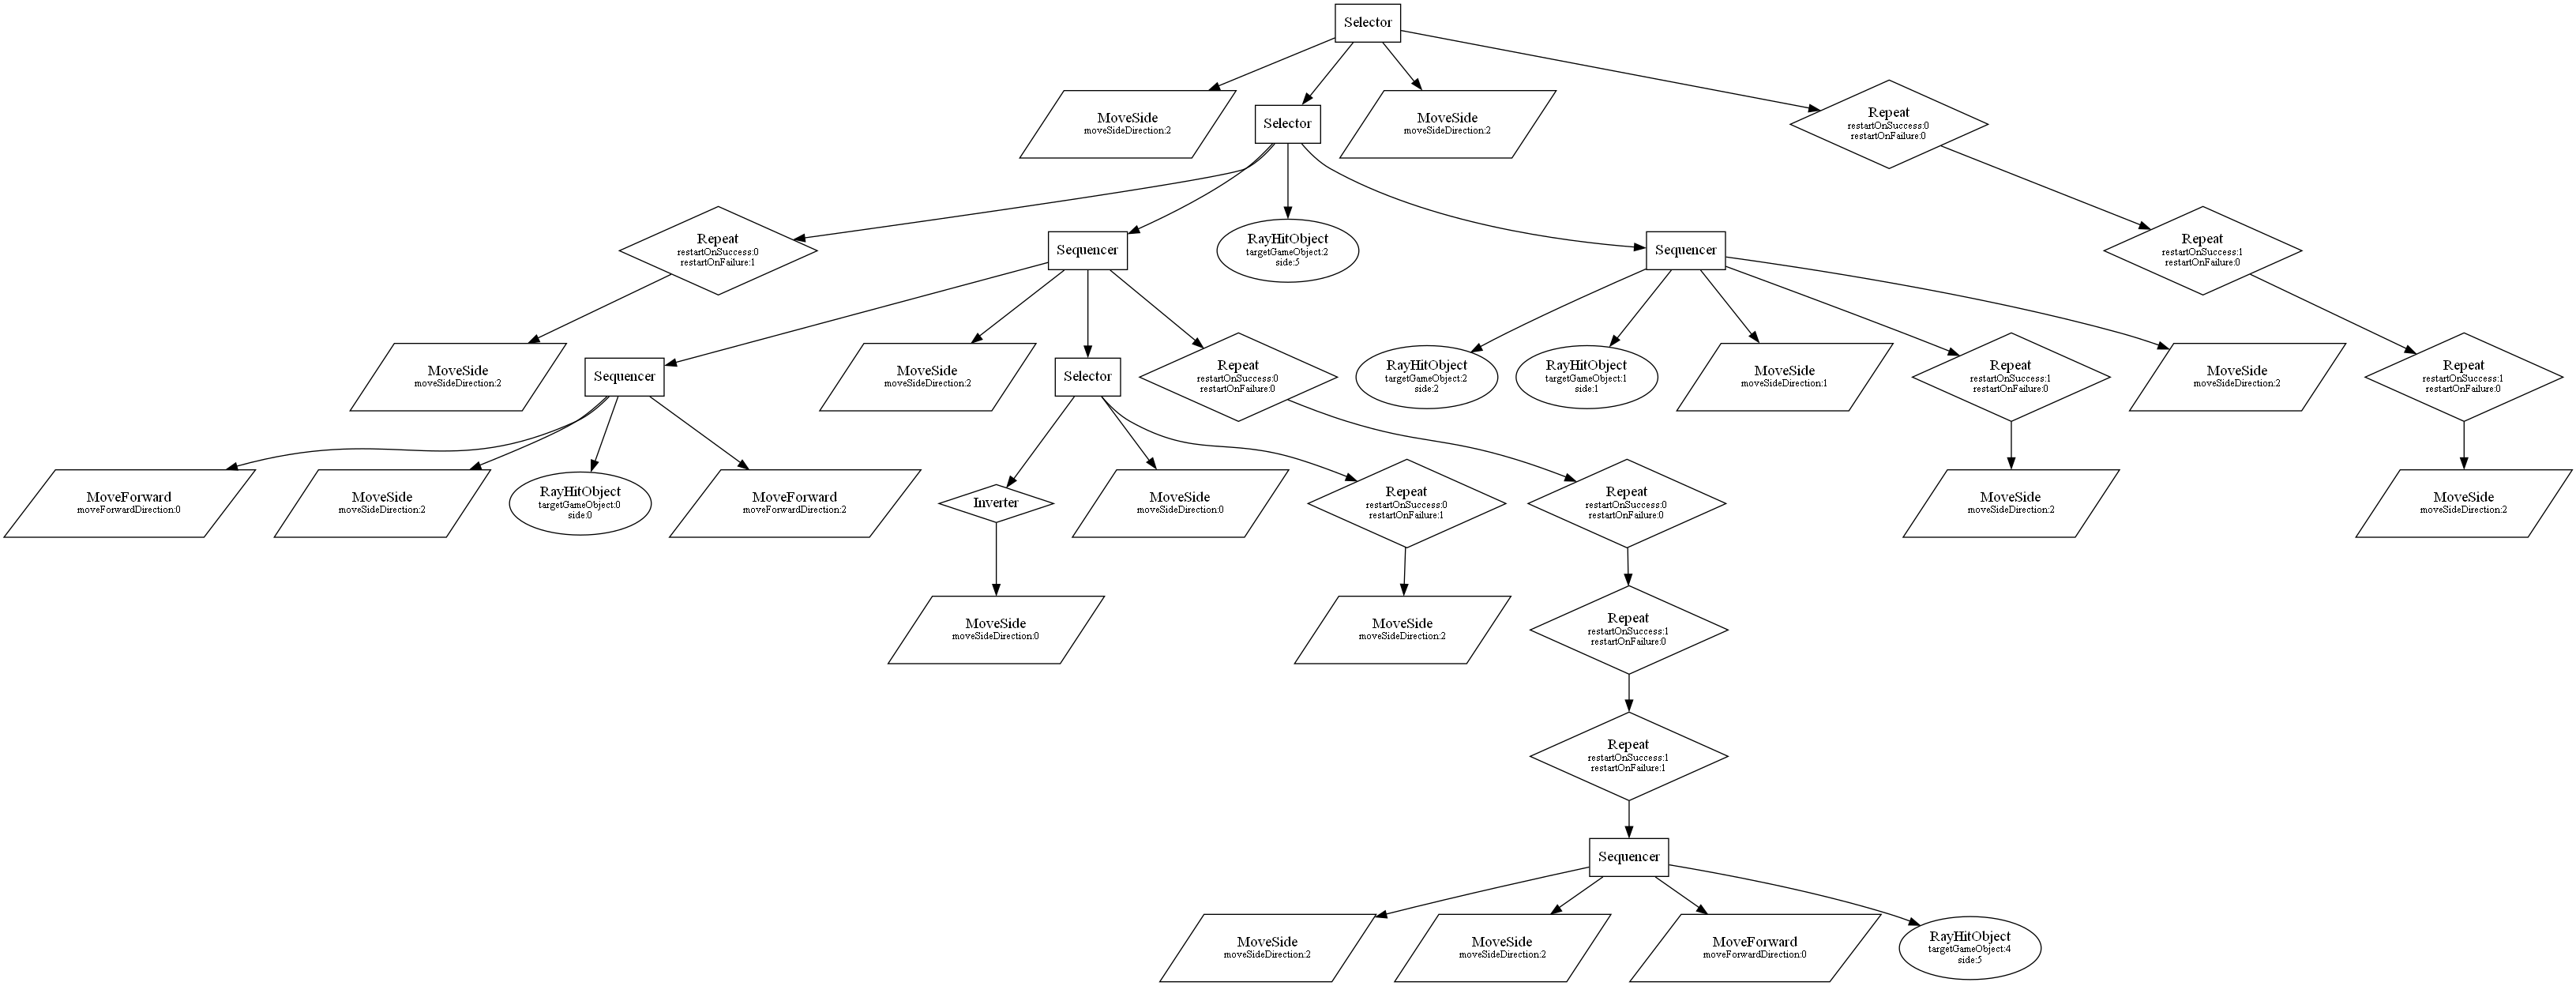 Selector
MoveSide
moveSideDirection:2
Selector
MoveSide
moveSideDirection:2
Repeat
restartOnSuccess:0
restartOnFailure:0
Repeat
restartOnSuccess:0
restartOnFailure:1
Sequencer
RayHitObject
targetGameObject:2
side:5
Sequencer
Repeat
restartOnSuccess:1
restartOnFailure:0
MoveSide
moveSideDirection:2
Sequencer
MoveSide
moveSideDirection:2
Selector
Repeat
restartOnSuccess:0
restartOnFailure:0
RayHitObject
targetGameObject:2
side:2
RayHitObject
targetGameObject:1
side:1
MoveSide
moveSideDirection:1
Repeat
restartOnSuccess:1
restartOnFailure:0
MoveSide
moveSideDirection:2
Repeat
restartOnSuccess:1
restartOnFailure:0
MoveForward
moveForwardDirection:0
MoveSide
moveSideDirection:2
RayHitObject
targetGameObject:0
side:0
MoveForward
moveForwardDirection:2
Inverter
MoveSide
moveSideDirection:0
Repeat
restartOnSuccess:0
restartOnFailure:1
Repeat
restartOnSuccess:0
restartOnFailure:0
MoveSide
moveSideDirection:2
MoveSide
moveSideDirection:2
MoveSide
moveSideDirection:0
MoveSide
moveSideDirection:2
Repeat
restartOnSuccess:1
restartOnFailure:0
Repeat
restartOnSuccess:1
restartOnFailure:1
Sequencer
MoveSide
moveSideDirection:2
MoveSide
moveSideDirection:2
MoveForward
moveForwardDirection:0
RayHitObject
targetGameObject:4
side:5